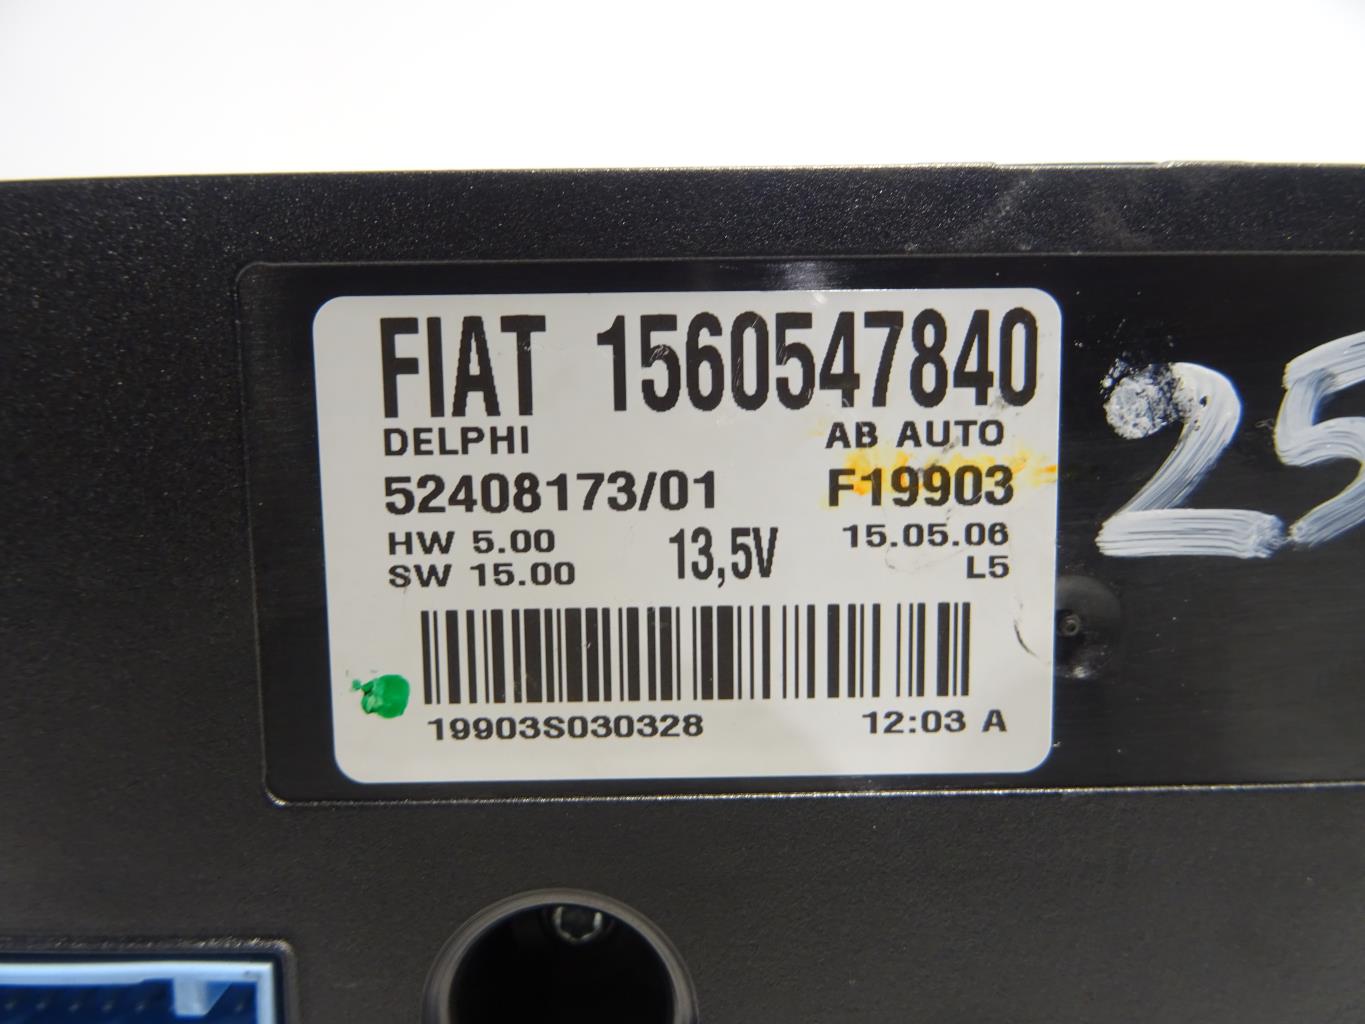 FIAT 1560547840
DELPHI AB AUTO
52408173/01 F19903
HW 5.00 13,5V 15.05.06
SW 15.00 L5
19903S030328 12:03 A
25